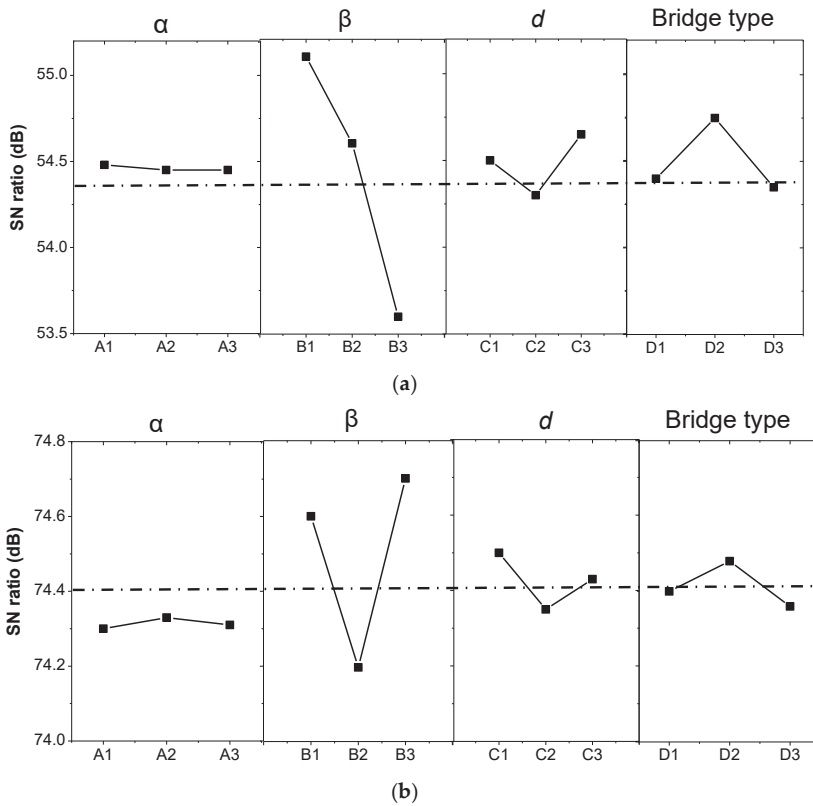 α β d Bridge type
55.0
54.5
54.0
53.5
SN ratio (dB)
A1 A2 A3 B1 B2 B3 C1 C2 C3 D1 D2 D3
(a)
α β d Bridge type
74.8
74.6
74.4
74.2
74.0
SN ratio (dB)
A1 A2 A3 B1 B2 B3 C1 C2 C3 D1 D2 D3
(b)